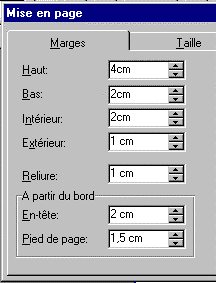 Mise en page
Marges Taille
Haut: 4cm
Bas: 2cm
Intérieur: 2cm
Extérieur: 1 cm
Reliure: 1 cm
A partir du bord
En-tête: 2 cm
Pied de page: 1,5 cm